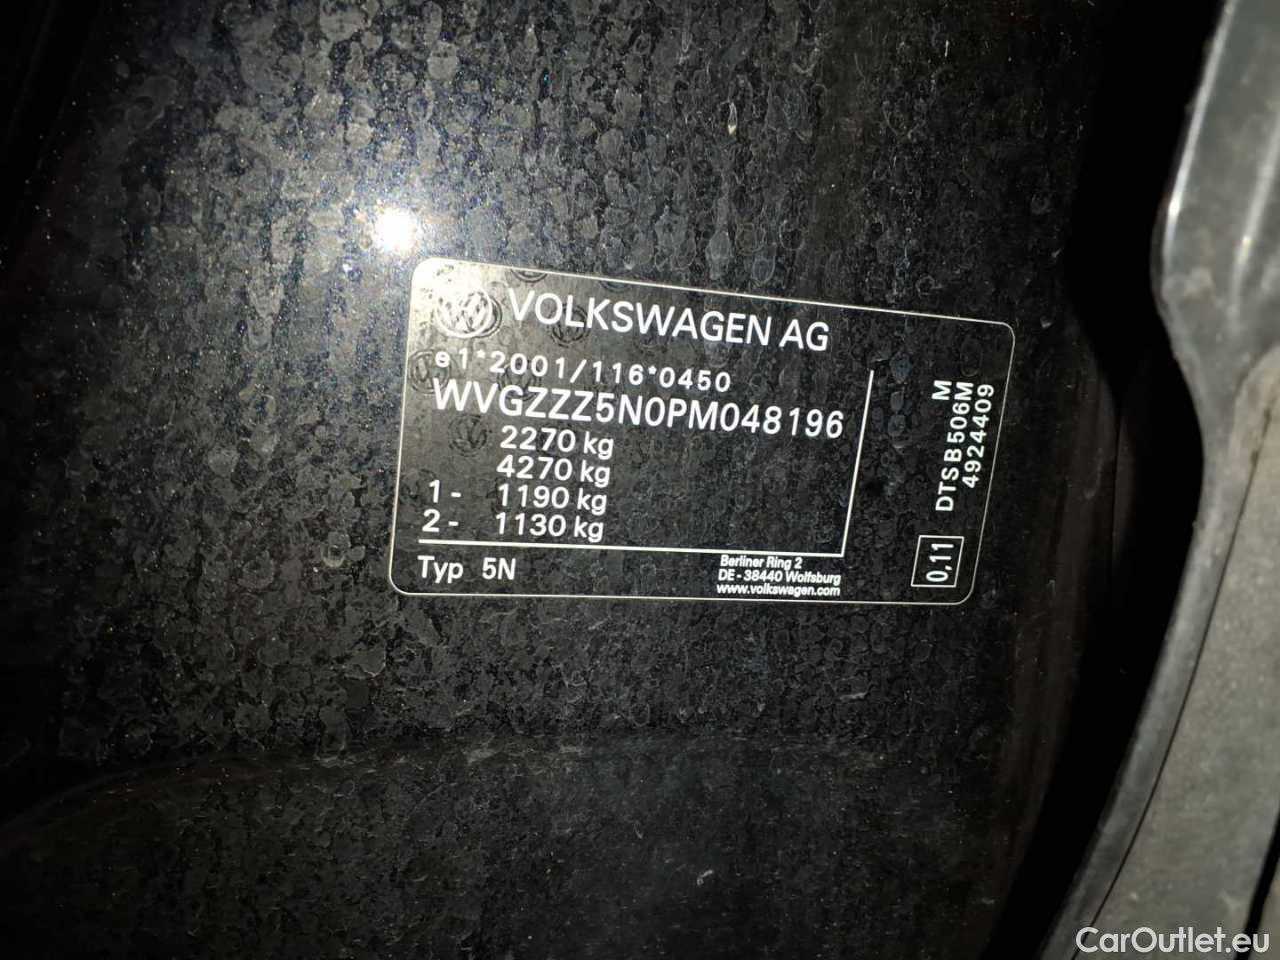 VOLKSWAGEN AG
e1*2001/116*0450
WVGZZZ5N0PM048196
2270 kg
4270 kg
1 - 1190 kg
2 - 1130 kg
Typ 5N
Berliner Ring 2
DE - 38440 Wolfsburg
www.volkswagen.com
M
DTS B506M
4924409
0,11
CarOutlet.eu